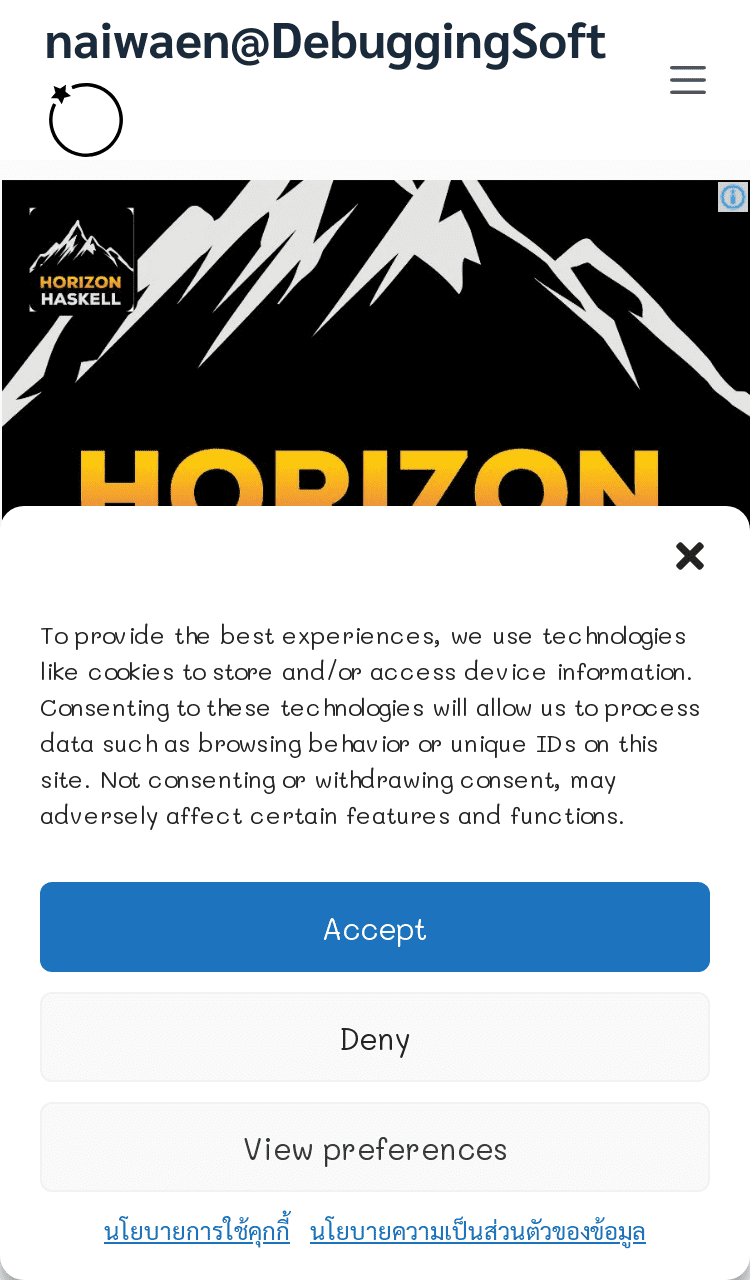 naiwaen@DebuggingSoft
HORIZON
HASKELL
HORIZON
To provide the best experiences, we use technologies
like cookies to store and/or access device information.
Consenting to these technologies will allow us to process
data such as browsing behavior or unique IDs on this
site. Not consenting or withdrawing consent, may
adversely affect certain features and functions.
Accept
Deny
View preferences
นโยบายการใช้คุกกี้ นโยบายความเป็นส่วนตัวของข้อมูล